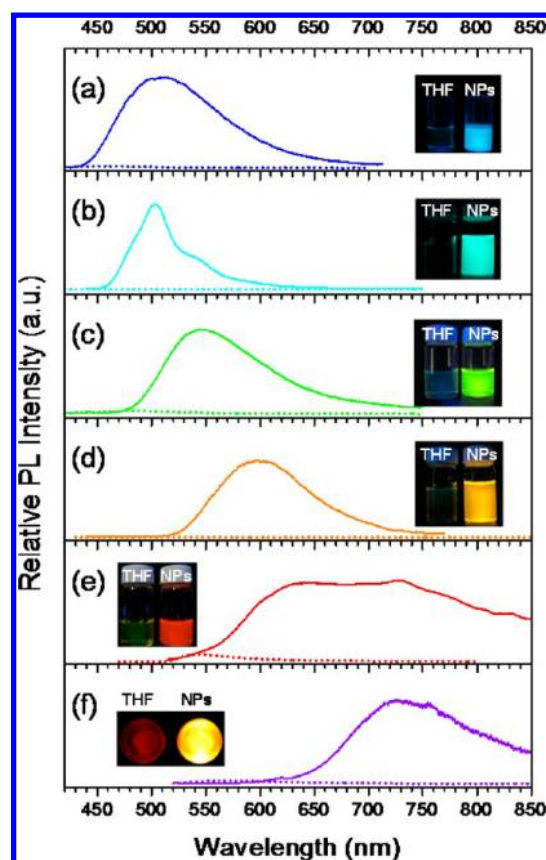 450 500 550 600 650 700 750 800 850
(a)
THF NPs
(b)
THF NPs
(c)
THF NPs
(d)
THF NPs
(e)
THF NPs
(f)
THF NPs
Relative PL Intensity (a.u.)
450 500 550 600 650 700 750 800 850
Wavelength (nm)